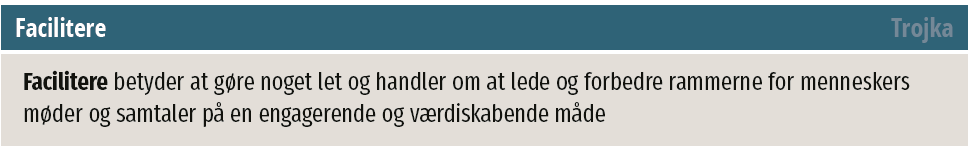 Facilitere Trojka
Facilitere betyder at gøre noget let og handler om at lede og forbedre rammerne for menneskers
møder og samtaler på en engagerende og værdiskabende måde